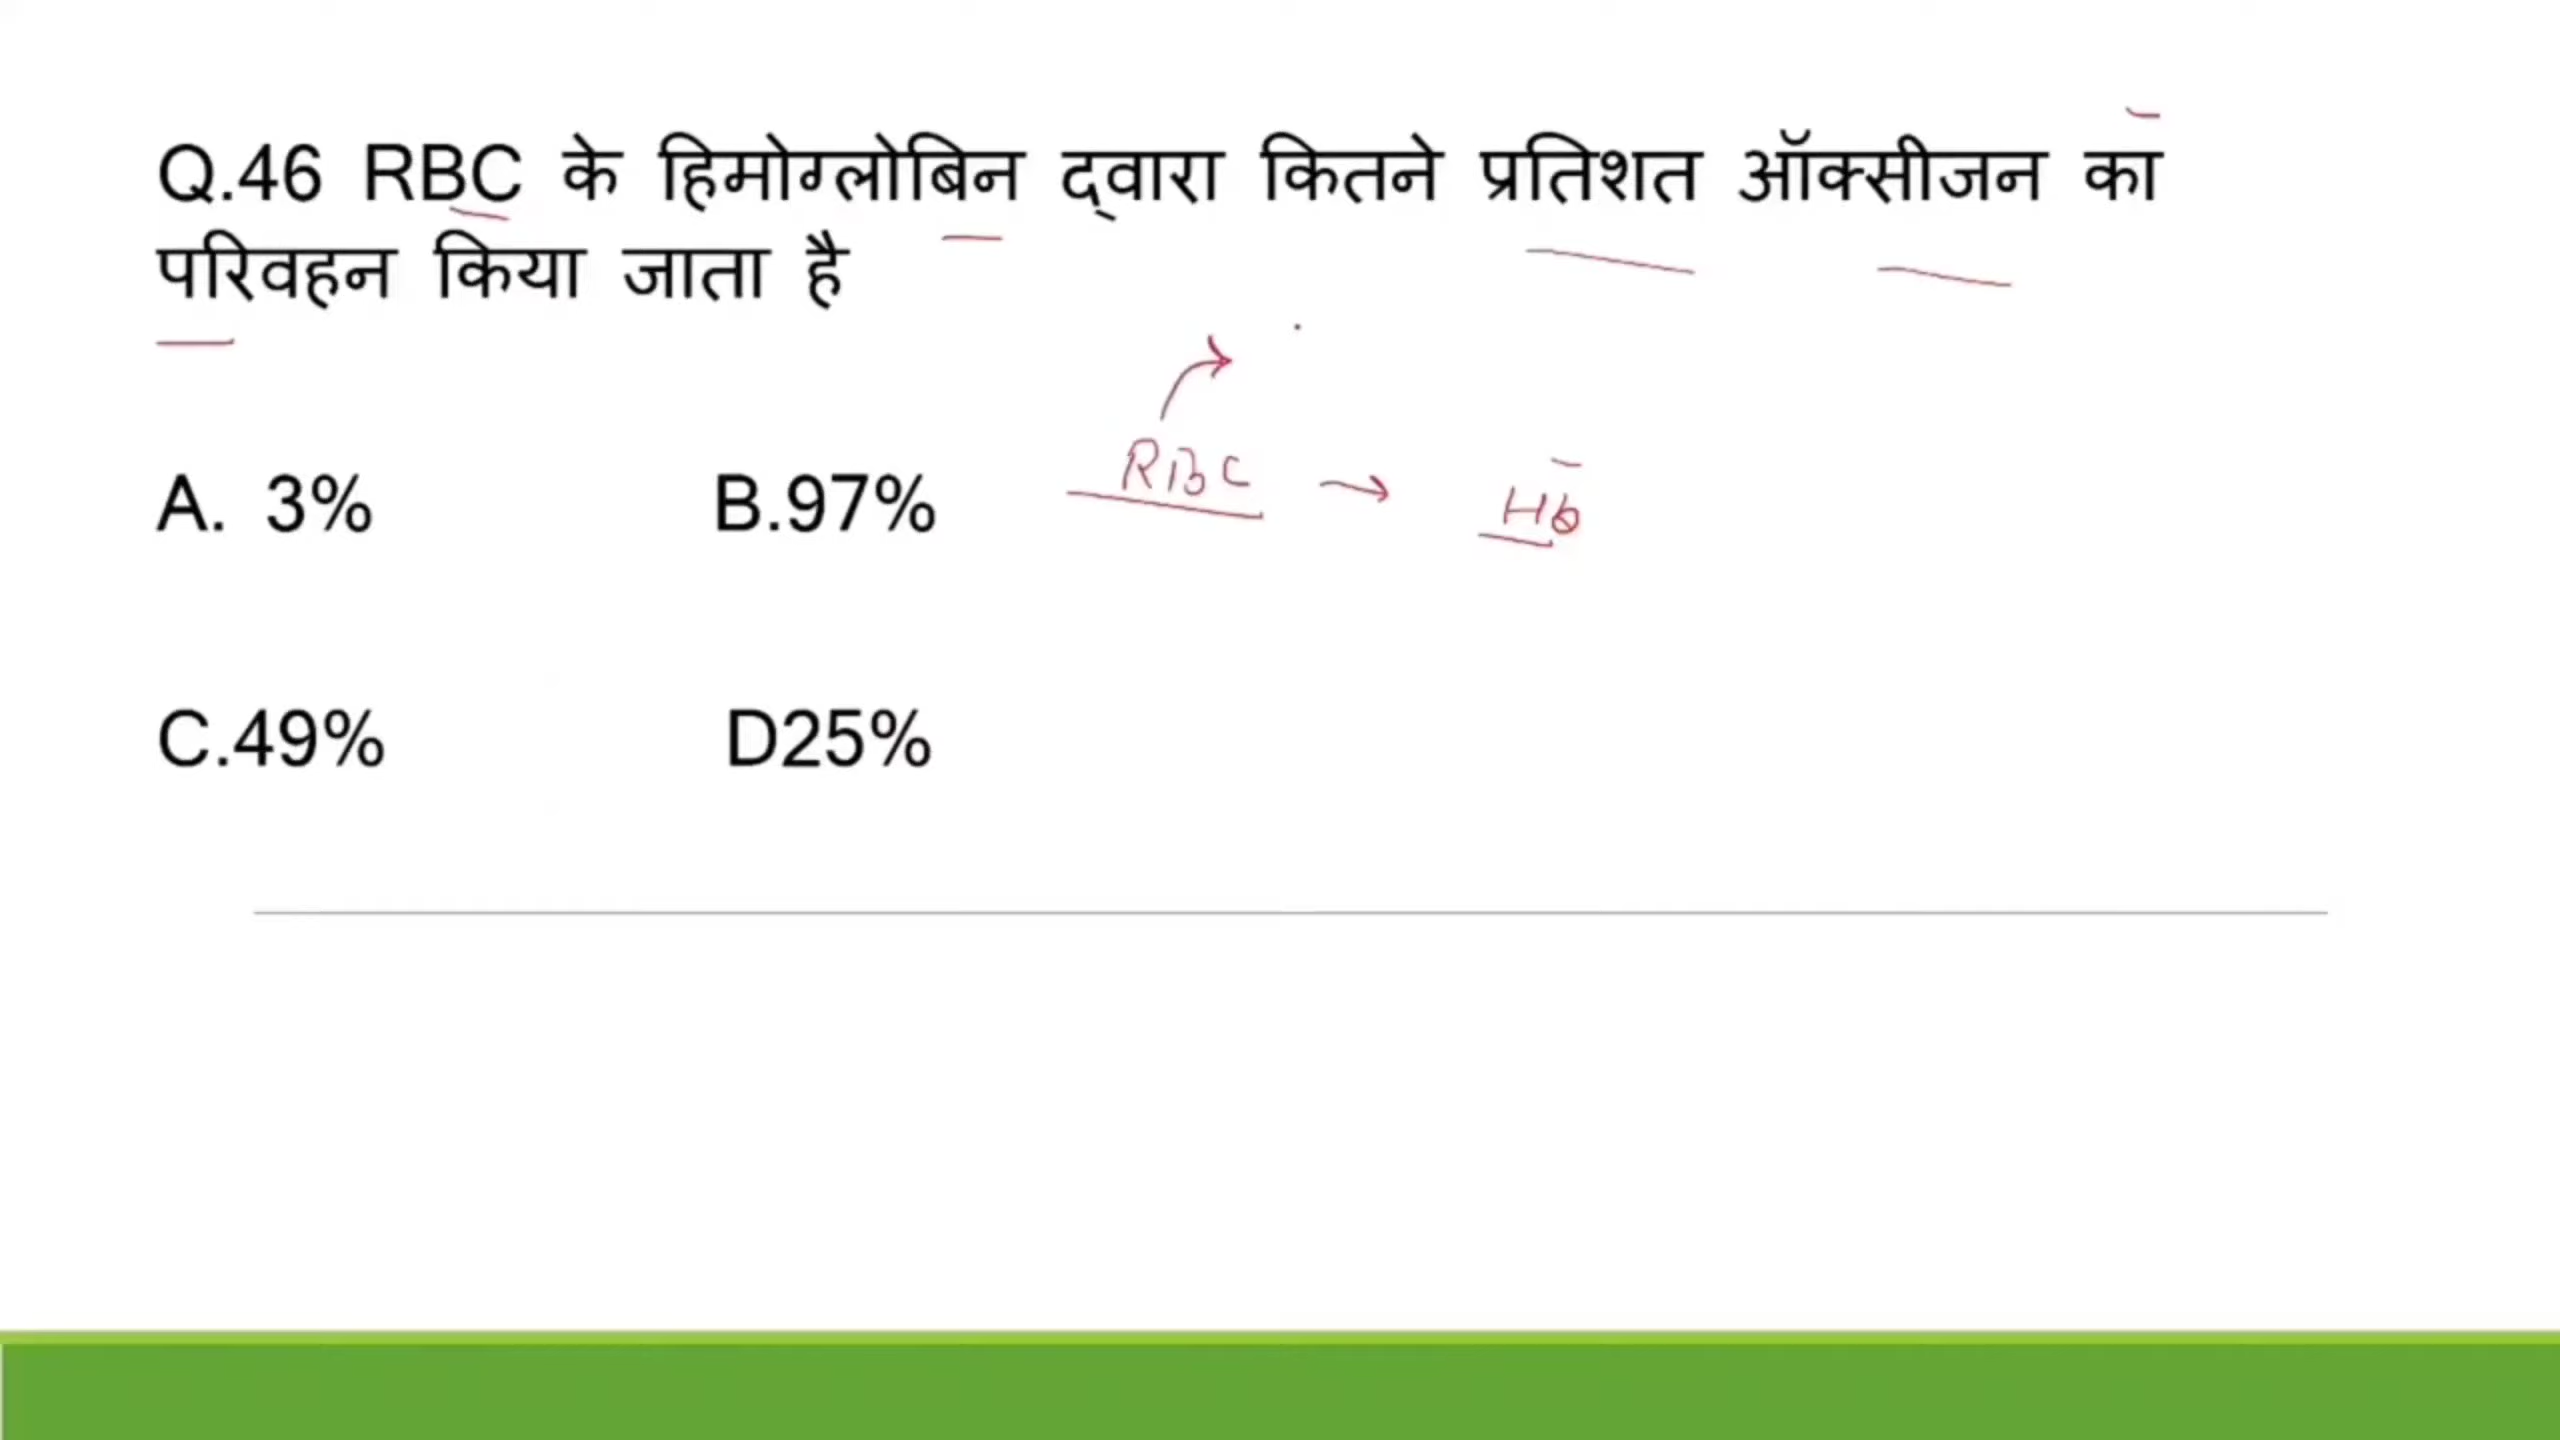 Q.46 RBC के हिमोग्लोबिन द्वारा कितने प्रतिशत ऑक्सीजन का
परिवहन किया जाता है
A. 3% B.97%
RBC → Hb
C.49% D25%